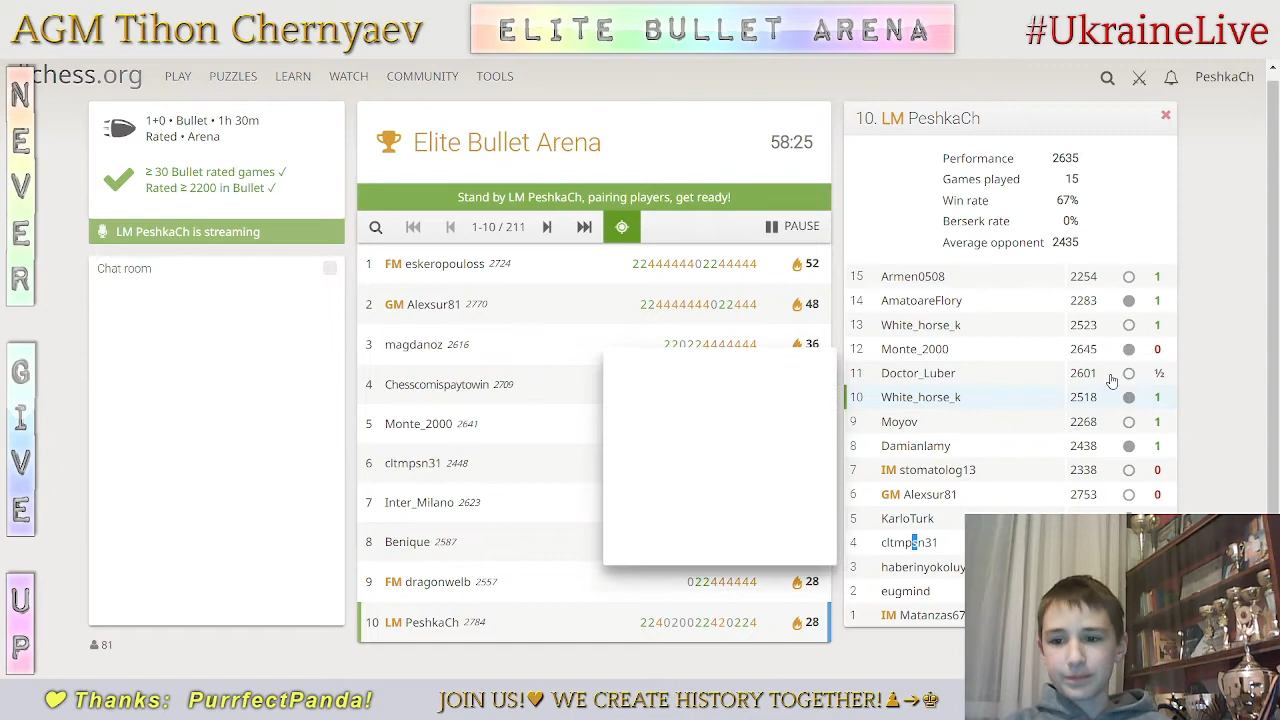 AGM Tihon Chernyaev
ELITE BULLET ARENA
#UkraineLive
NEVER
GIVE
UP
lichess.org PLAY PUZZLES LEARN WATCH COMMUNITY TOOLS PeshkaCh
1+0 • Bullet • 1h 30m
Rated • Arena
≥ 30 Bullet rated games ✓
Rated ≥ 2200 in Bullet ✓
LM PeshkaCh is streaming
Chat room
81
Elite Bullet Arena 58:25
Stand by LM PeshkaCh, pairing players, get ready!
1-10 / 211 PAUSE
1 FM eskeropouloss 2724 22444444022444444 52
2 GM Alexsur81 2770 2244444444022444 48
3 magdanoz 2616 220224444444 36
4 Chesscomispaytowin 2709
5 Monte_2000 2641
6 cltmpsn31 2448
7 Inter_Milano 2623
8 Benique 2587
9 FM dragonwelb 2557 022444444 28
10 LM PeshkaCh 2784 224020022420224 28
10. LM PeshkaCh
Performance 2635
Games played 15
Win rate 67%
Berserk rate 0%
Average opponent 2435
15 Armen0508 2254 1
14 AmatoareFlory 2283 1
13 White_horse_k 2523 1
12 Monte_2000 2645 0
11 Doctor_Luber 2601 ½
10 White_horse_k 2518 1
9 Moyov 2268 1
8 Damianlamy 2438 1
7 IM stomatolog13 2338 0
6 GM Alexsur81 2753 0
5 KarloTurk
4 cltmpsn31
3 haberinyokoluy
2 eugmind
1 IM Matanzas67
Thanks: PurrfectPanda!
JOIN US! WE CREATE HISTORY TOGETHER!